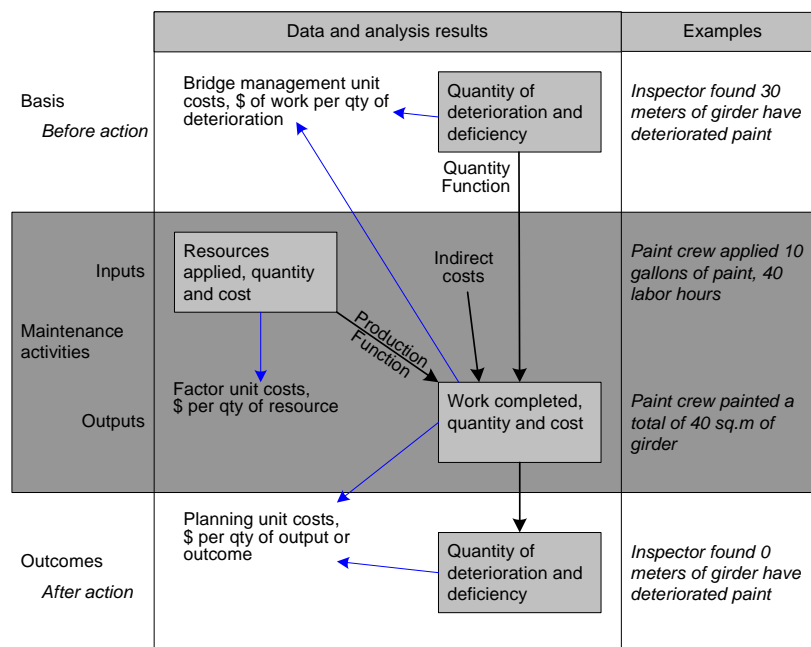 Data and analysis results
Examples
Basis
Before action
Bridge management unit
costs, $ of work per qty of
deterioration
Quantity of
deterioration and
deficiency
Inspector found 30
meters of girder have
deteriorated paint
Quantity
Function
Inputs
Resources
applied, quantity
and cost
Indirect
costs
Paint crew applied 10
gallons of paint, 40
labor hours
Maintenance
activities
Production
Function
Factor unit costs,
$ per qty of resource
Outputs
Work completed,
quantity and cost
Paint crew painted a
total of 40 sq.m of
girder
Planning unit costs,
$ per qty of output or
outcome
Outcomes
After action
Quantity of
deterioration and
deficiency
Inspector found 0
meters of girder have
deteriorated paint